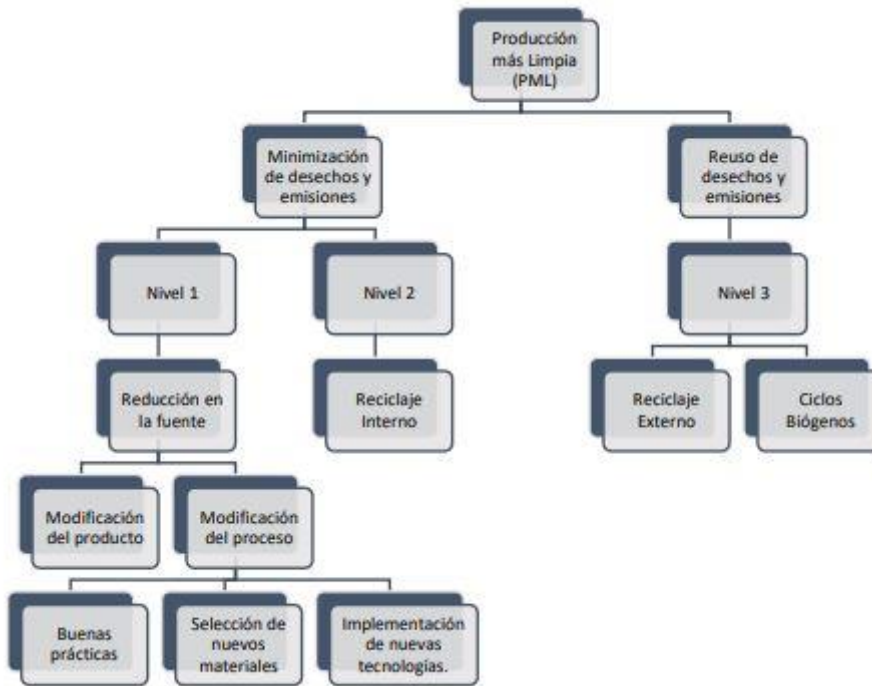 Producción
más Limpia
(PML)
Minimización
de desechos y
emisiones
Reuso de
desechos y
emisiones
Nivel 1
Nivel 2
Nivel 3
Reducción en
la fuente
Reciclaje
Interno
Reciclaje
Externo
Ciclos
Biógenos
Modificación
del producto
Modificación
del proceso
Buenas
prácticas
Selección de
nuevos
materiales
Implementación
de nuevas
tecnologías.